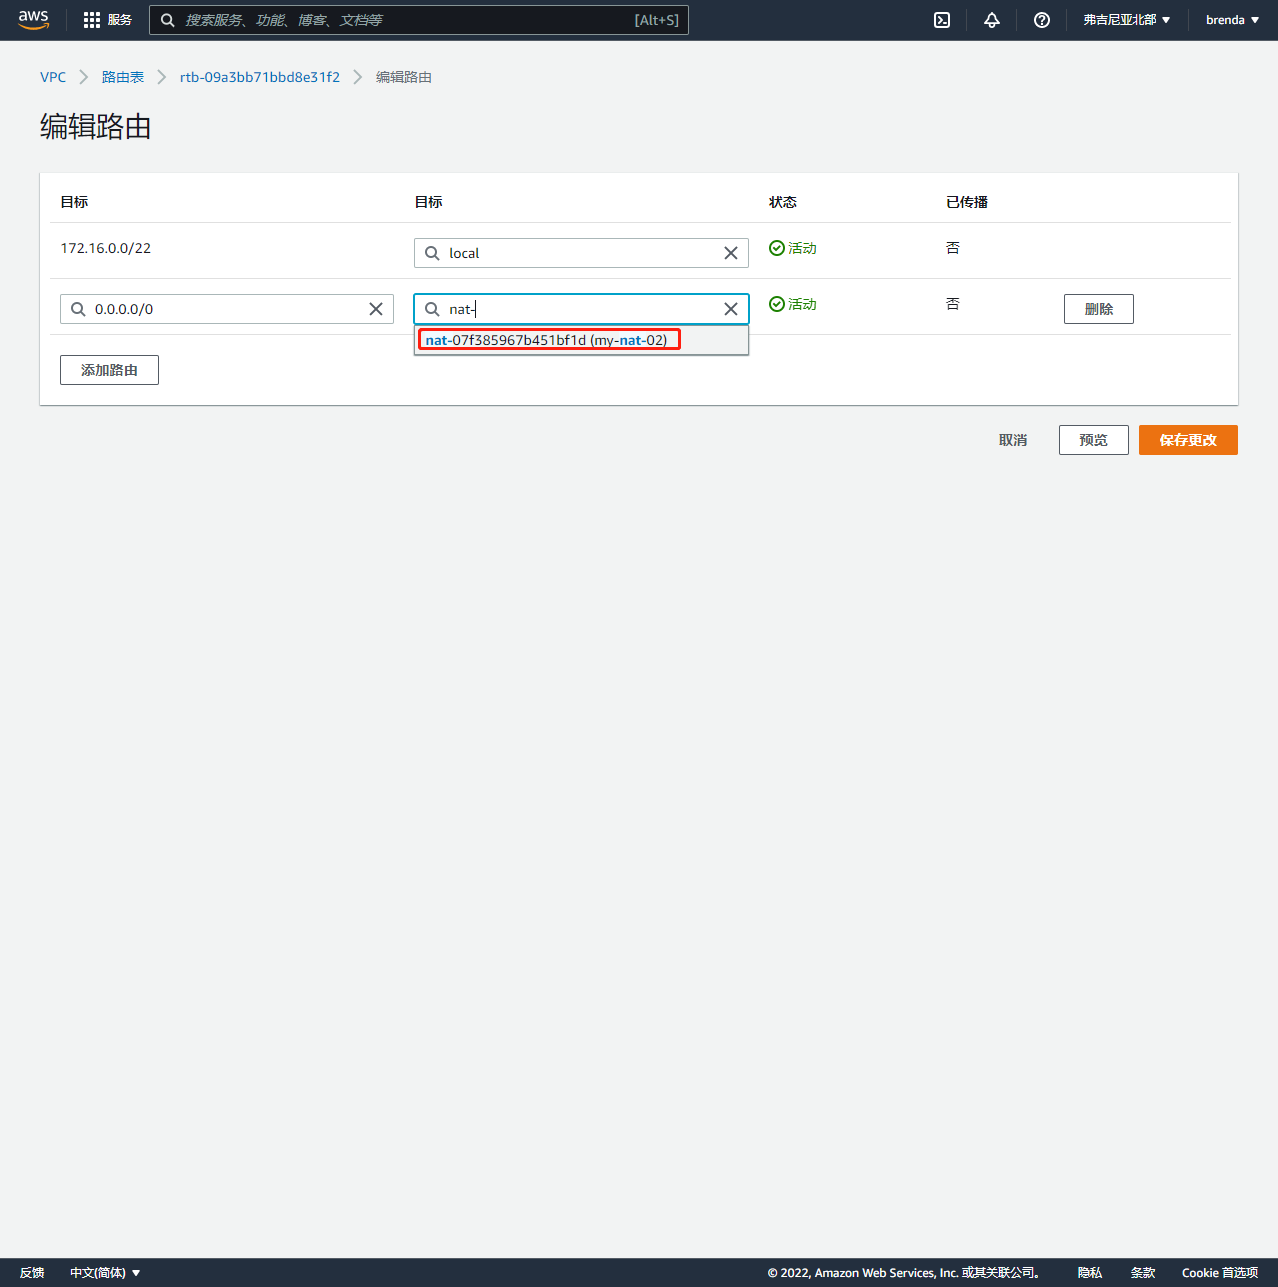 aws 服务 搜索服务、功能、博客、文档等 [Alt+S] 弗吉尼亚北部 brenda
VPC 路由表 rtb-09a3bb71bbd8e31f2 编辑路由
编辑路由
目标 目标 状态 已传播
172.16.0.0/22 local 活动 否
0.0.0.0/0 nat- 活动 否 删除
nat-07f385967b451bf1d (my-nat-02)
添加路由
取消 预览 保存更改
反馈 中文(简体) © 2022, Amazon Web Services, Inc. 或其关联公司。 隐私 条款 Cookie 首选项